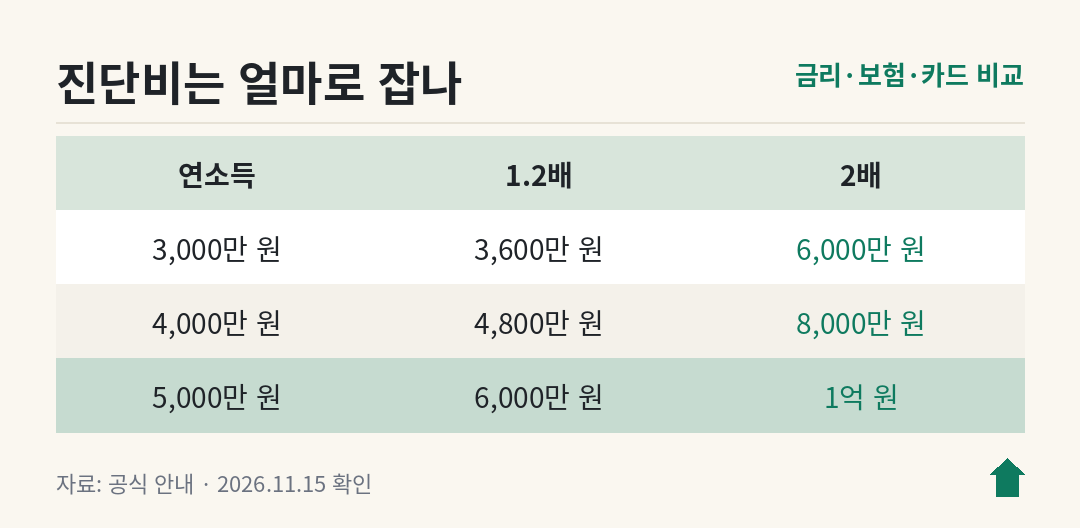 진단비는 얼마로 잡나
금리·보험·카드 비교
연소득 1.2배 2배
3,000만 원 3,600만 원 6,000만 원
4,000만 원 4,800만 원 8,000만 원
5,000만 원 6,000만 원 1억 원
자료: 공식 안내 · 2026.11.15 확인